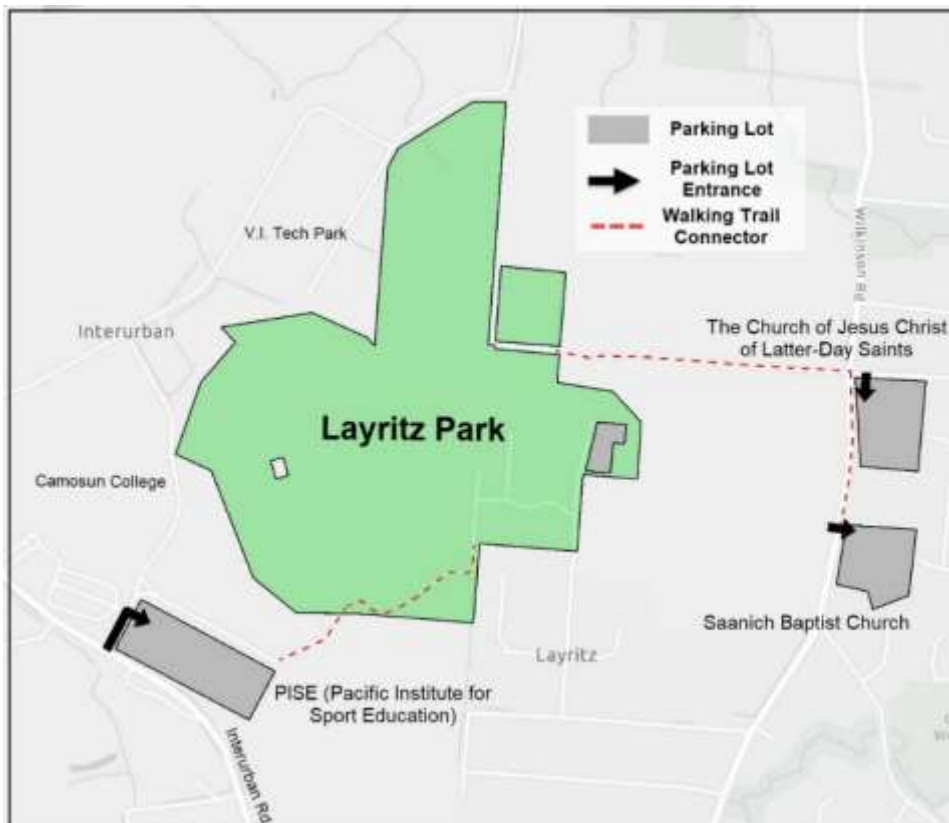 Parking Lot
Parking Lot
Entrance
Walking Trail
Connector
V.I. Tech Park
Wilkinson Rd
Interurban
The Church of Jesus Christ
of Latter-Day Saints
Layritz Park
Camosun College
Saanich Baptist Church
Layritz
PISE (Pacific Institute for
Sport Education)
Interurban Rd